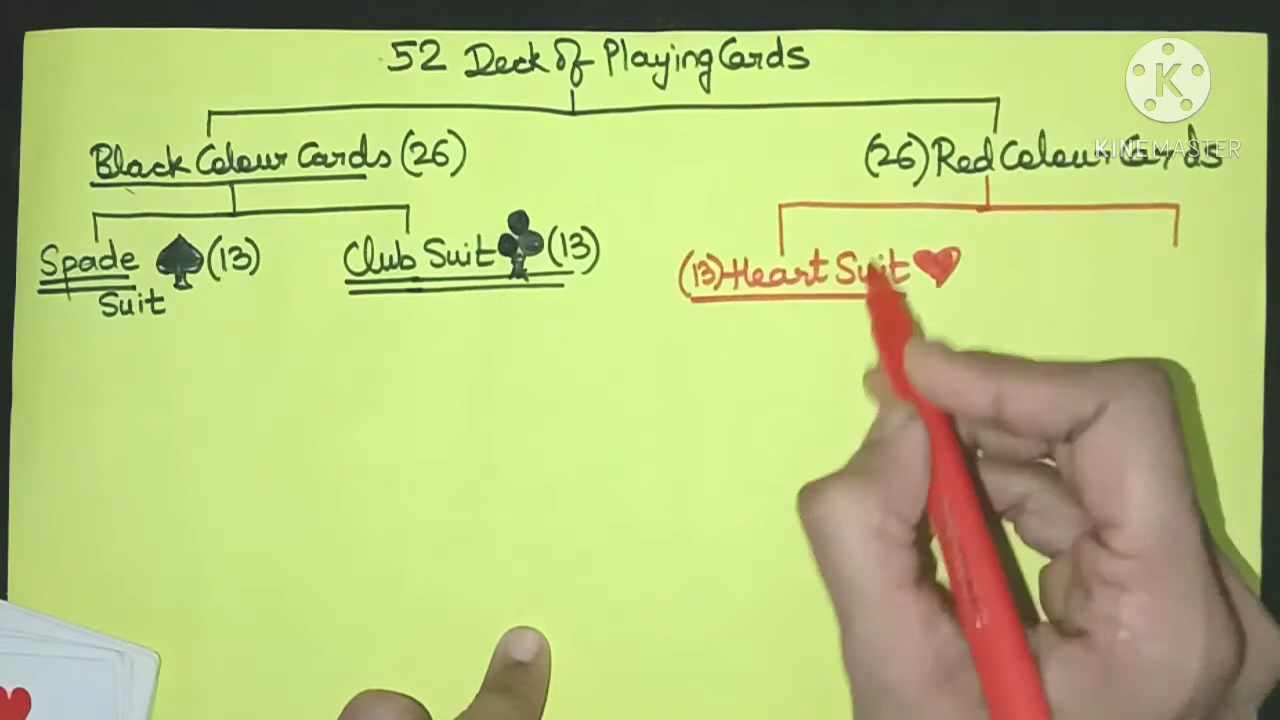 52 Deck of Playing Cards
Black Colour Cards (26)
(26) Red Colour Cards
Spade ♠ (13)
Suit
Club Suit ♣ (13)
(13) Heart Suit ♥
K
KINEMASTER